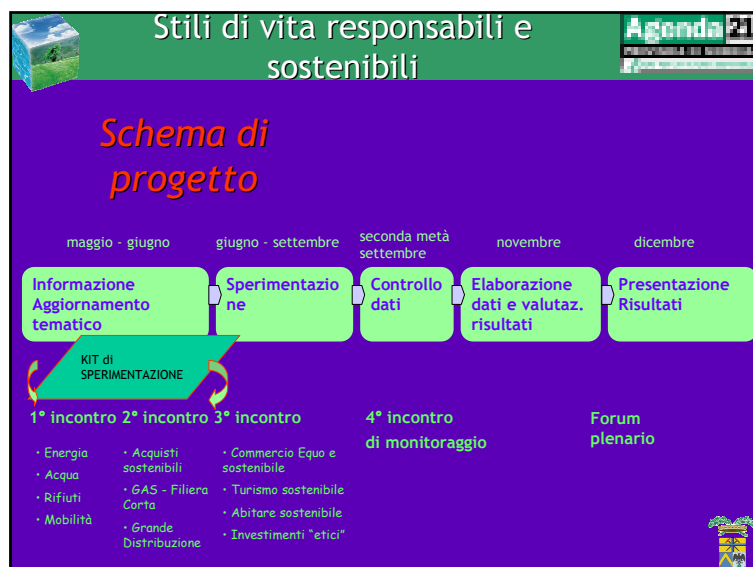 Stili di vita responsabili e
sostenibili
Agenda 21
Schema di
progetto
maggio - giugno
giugno - settembre
seconda metà
settembre
novembre
dicembre
Informazione
Aggiornamento
tematico
Sperimentazio
ne
Controllo
dati
Elaborazione
dati e valutaz.
risultati
Presentazione
Risultati
KIT di
SPERIMENTAZIONE
1° incontro
• Energia
• Acqua
• Rifiuti
• Mobilità
2° incontro
• Acquisti
sostenibili
• GAS - Filiera
Corta
• Grande
Distribuzione
3° incontro
• Commercio Equo e
sostenibile
• Turismo sostenibile
• Abitare sostenibile
• Investimenti “etici”
4° incontro
di monitoraggio
Forum
plenario